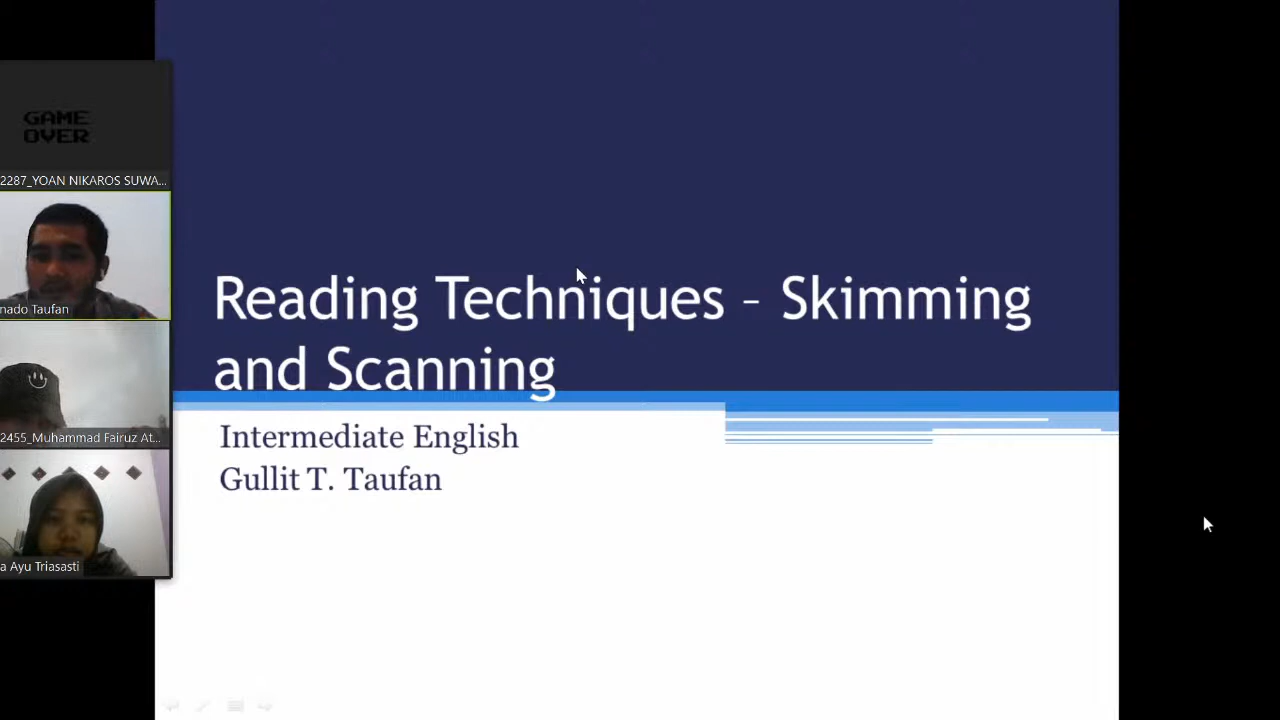 GAME
OVER
2287_YOAN NIKAROS SUWA...
nado Taufan
2455_Muhammad Fairuz At...
a Ayu Triasasti
Reading Techniques – Skimming
and Scanning
Intermediate English
Gullit T. Taufan